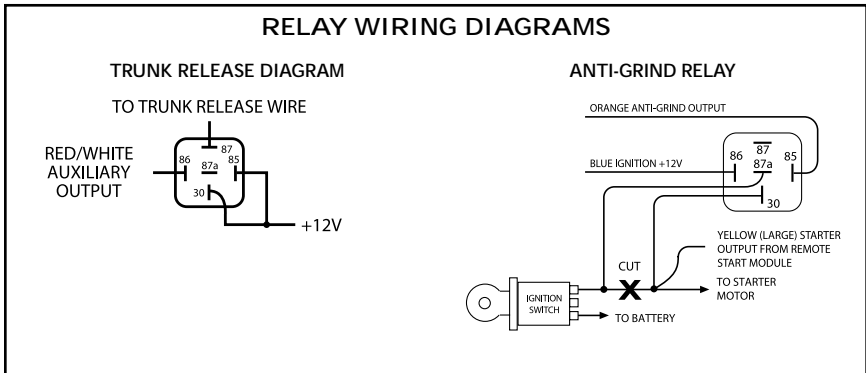 RELAY WIRING DIAGRAMS
TRUNK RELEASE DIAGRAM
TO TRUNK RELEASE WIRE
RED/WHITE
AUXILIARY
OUTPUT
87
86 87a 85
30
+12V
ANTI-GRIND RELAY
ORANGE ANTI-GRIND OUTPUT
BLUE IGNITION +12V
87
86 87a 85
30
YELLOW (LARGE) STARTER
OUTPUT FROM REMOTE
START MODULE
CUT
X
TO STARTER
MOTOR
IGNITION
SWITCH
TO BATTERY